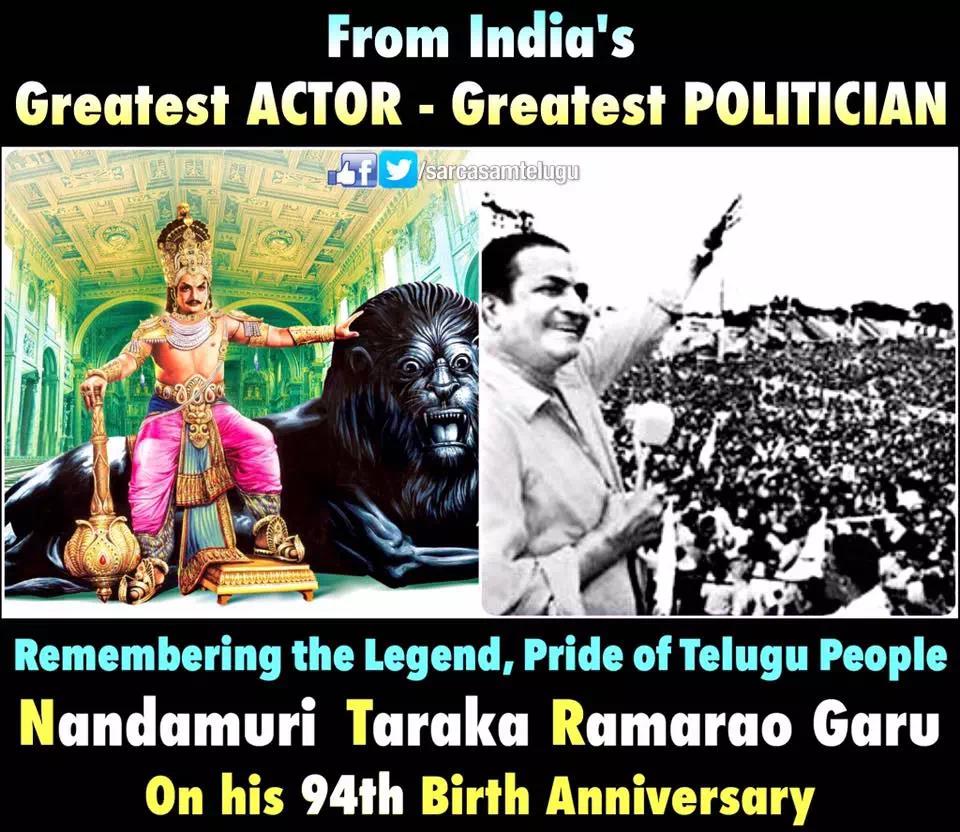 From India's
Greatest ACTOR - Greatest POLITICIAN
f /sarcasamtelugu
Remembering the Legend, Pride of Telugu People
Nandamuri Taraka Ramarao Garu
On his 94th Birth Anniversary